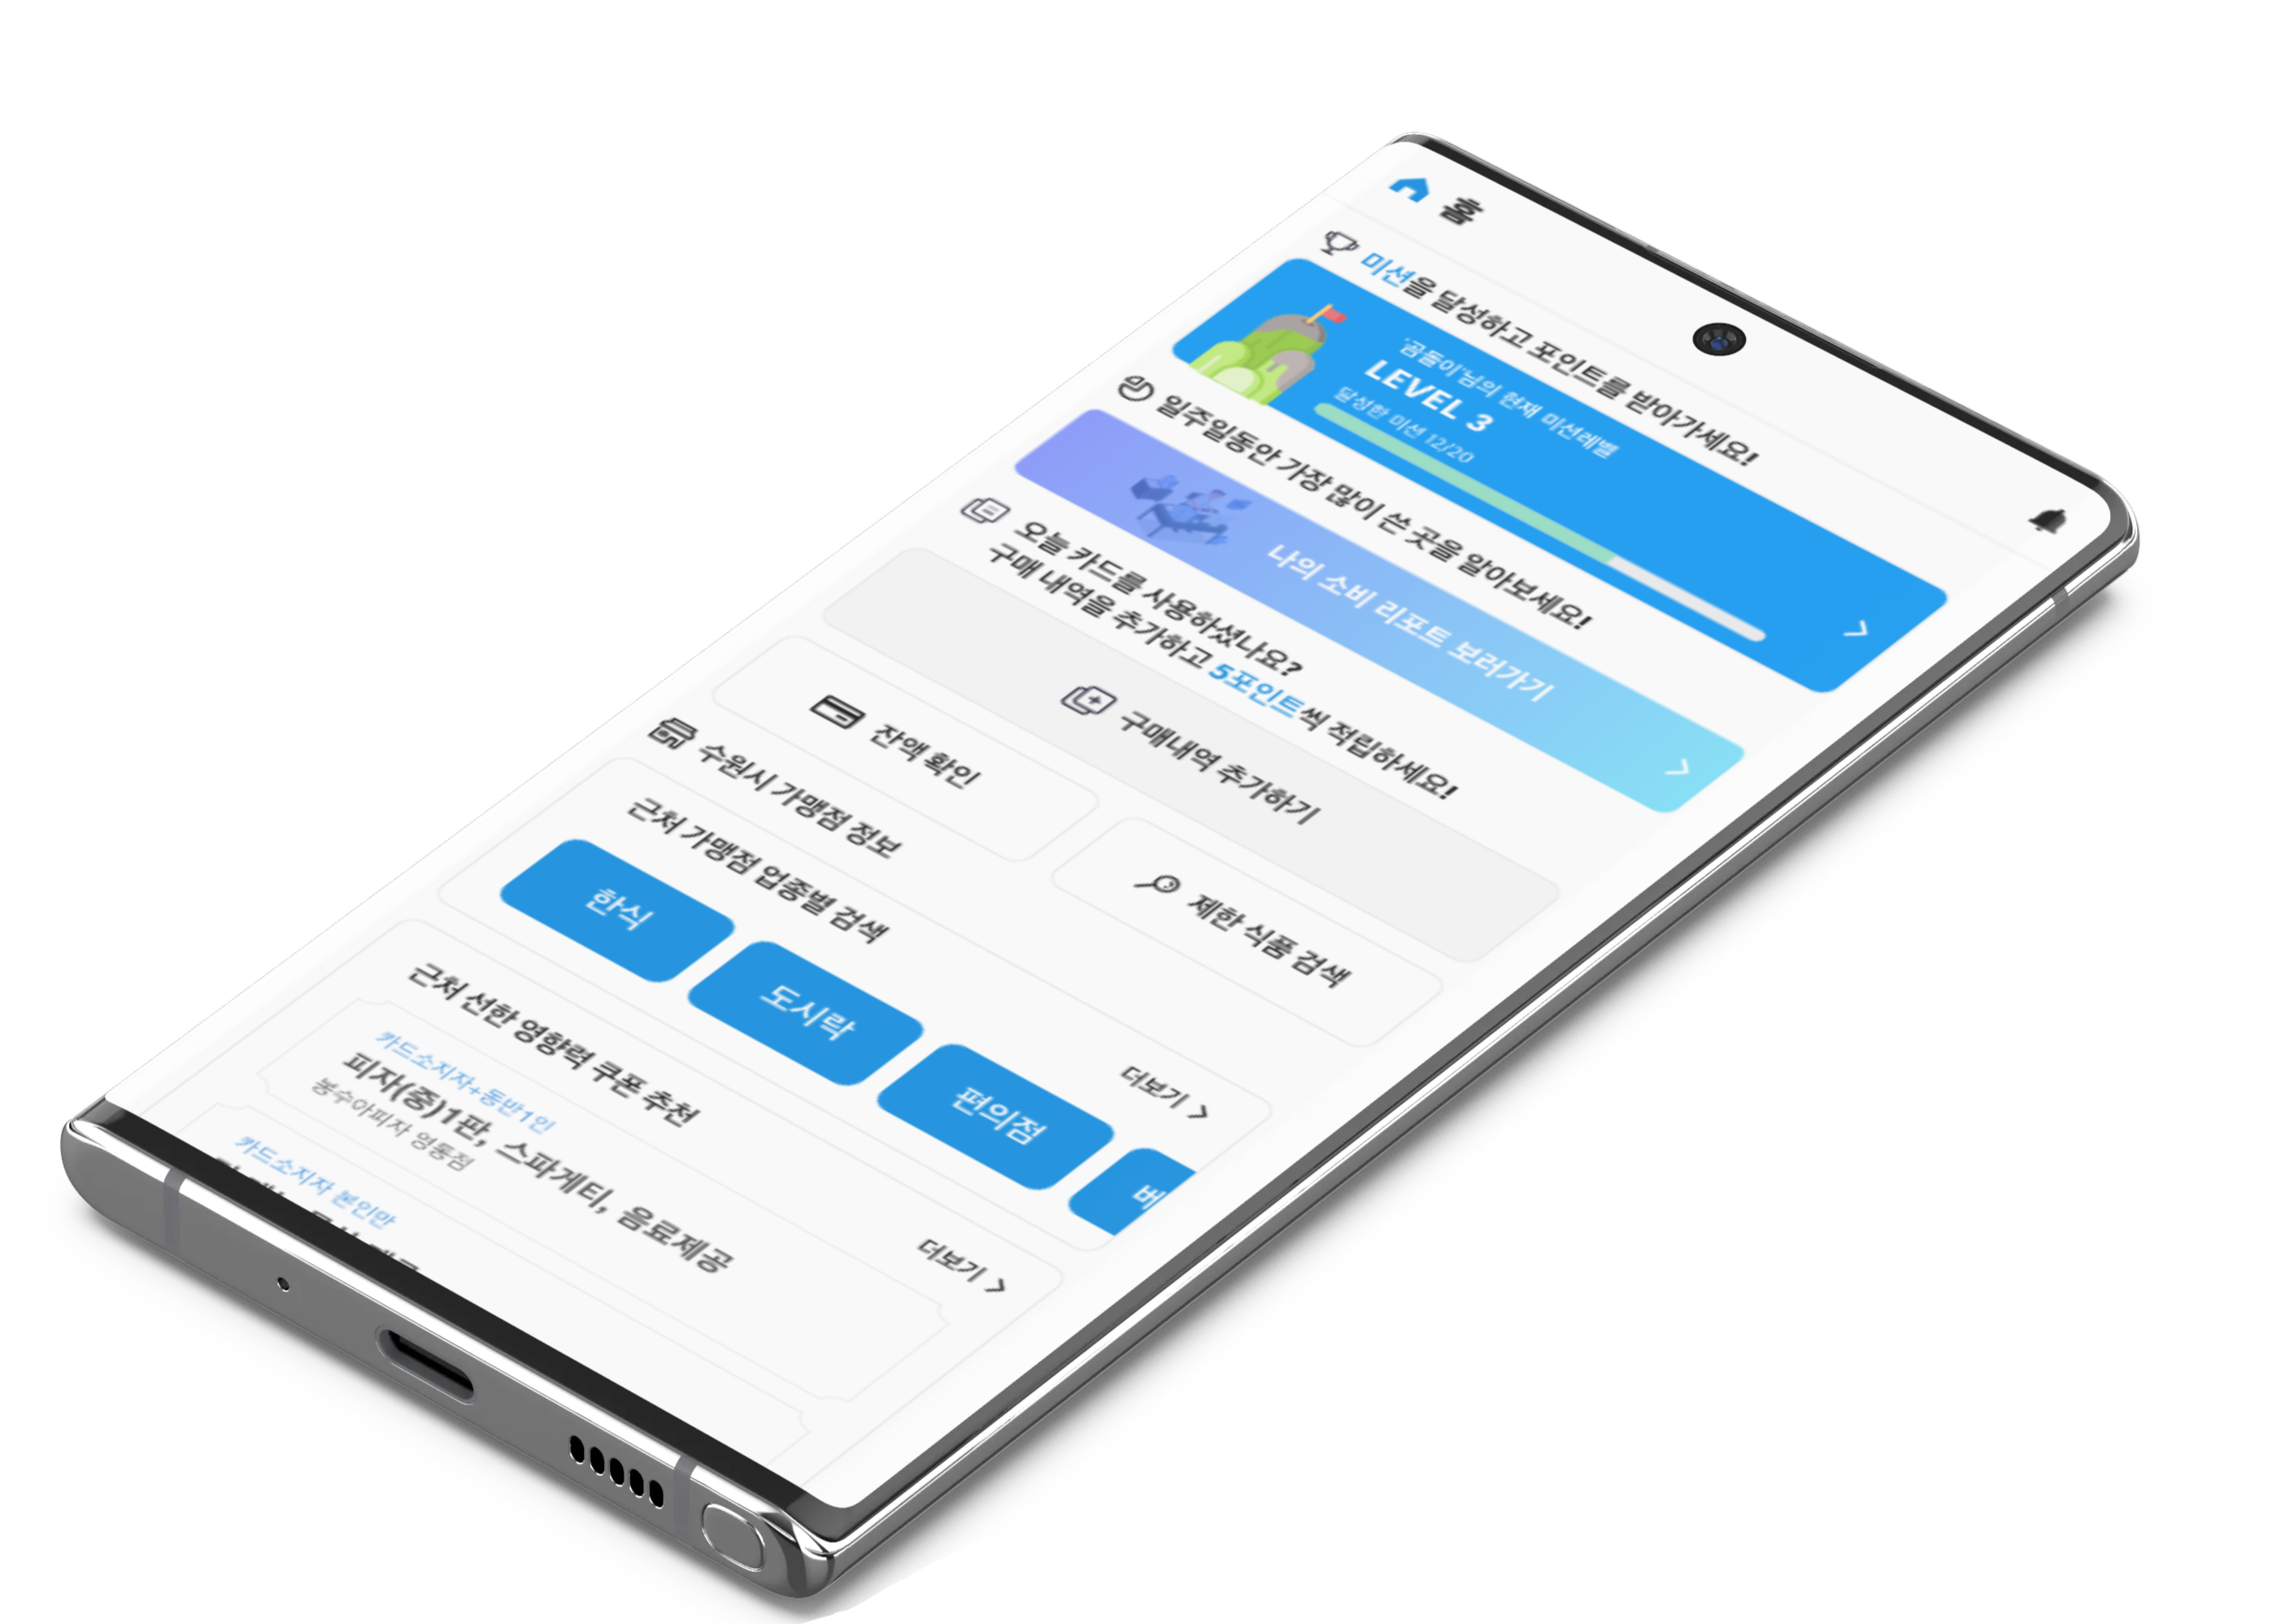 홈
미션을 달성하고 포인트를 받아가세요!
'곰돌이'님의 현재 미션레벨
LEVEL 3
달성한 미션 12/20
일주일동안 가장 많이 쓴 곳을 알아보세요!
나의 소비 리포트 보러가기
오늘 카드를 사용하셨나요?
구매 내역을 추가하고 5포인트씩 적립하세요!
구매내역 추가하기
잔액 확인
제한 식품 검색
수원시 가맹점 정보
근처 가맹점 업종별 검색
더보기
한식
도시락
편의점
베
근처 선한 영향력 쿠폰 추천
더보기
카드소지자+동반1인
피자(중)1판, 스파게티, 음료제공
봉수아피자 영통점
카드소지자 본인만